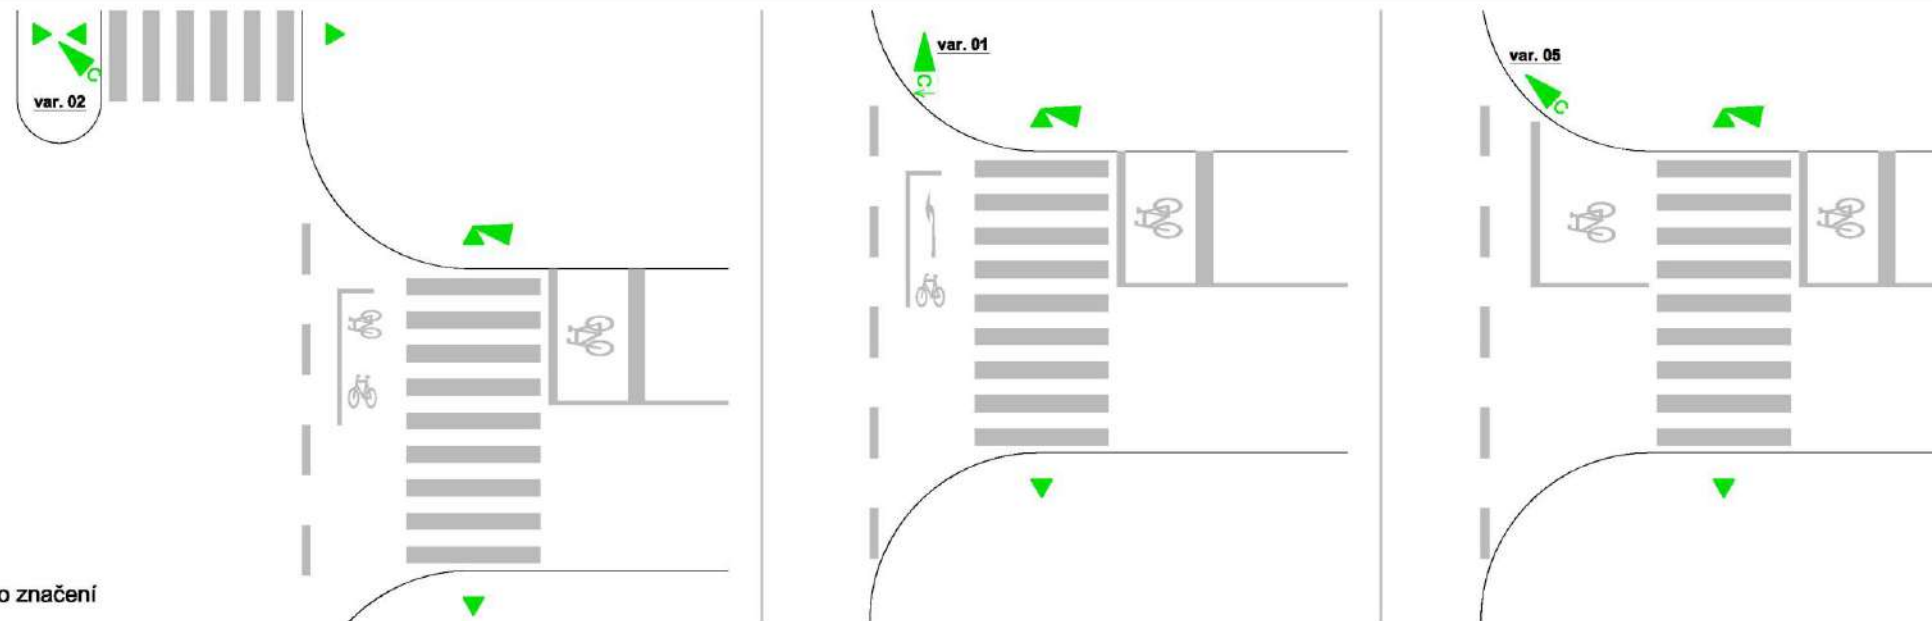 var. 02
C
var. 01
C↓
var. 05
C
o značení